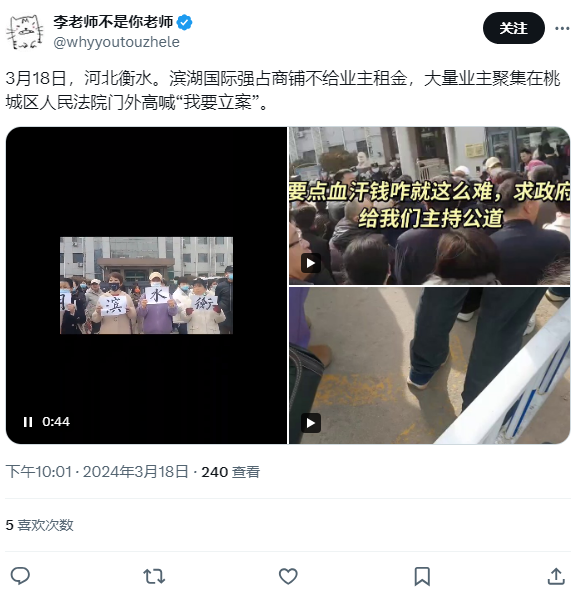 李老师不是你老师
@whyyoutouzhele
关注
3月18日，河北衡水。滨湖国际强占商铺不给业主租金，大量业主聚集在桃
城区人民法院门外高喊“我要立案”。
滨 水 衡
要点血汗钱咋就这么难，求政府
给我们主持公道
0:44
下午10:01 · 2024年3月18日 · 240 查看
5 喜欢次数